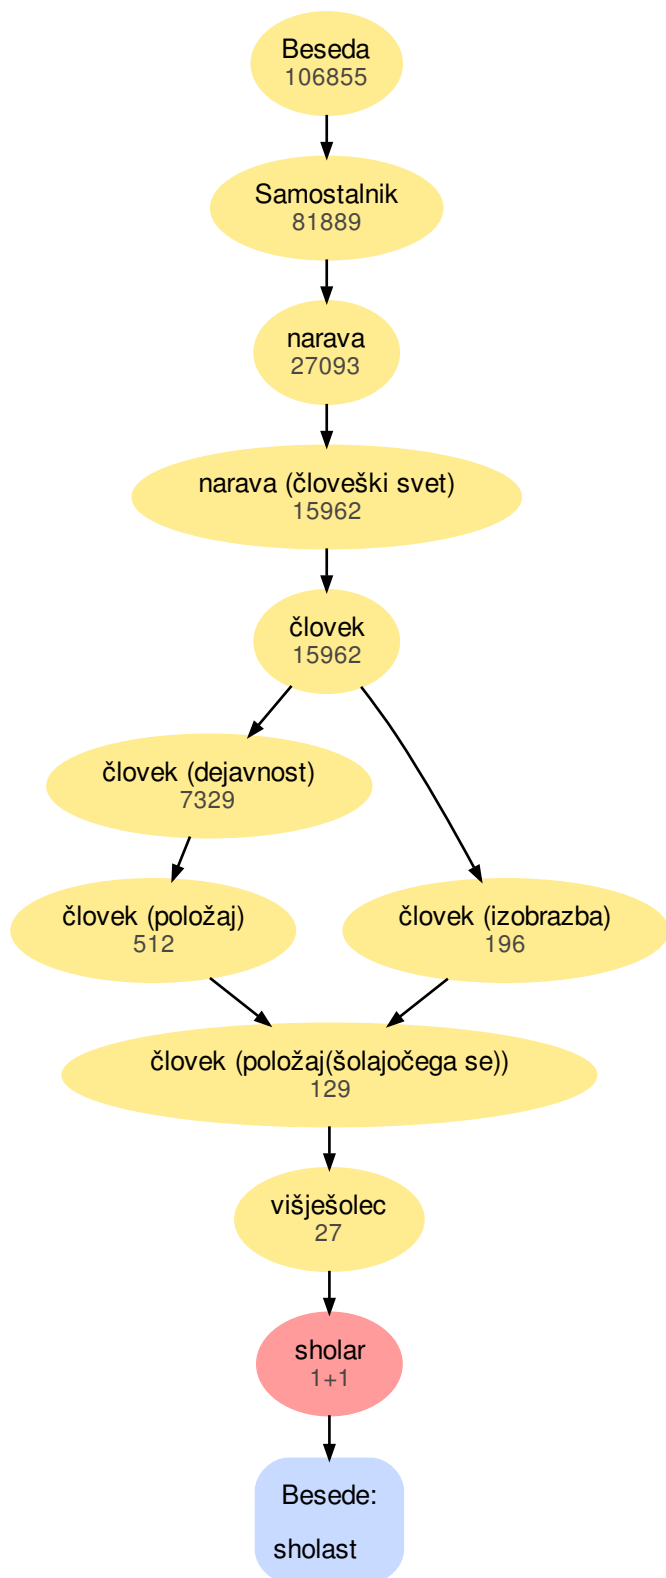 Beseda
106855
Samostalnik
81889
narava
27093
narava (človeški svet)
15962
človek
15962
človek (dejavnost)
7329
človek (položaj)
512
človek (izobrazba)
196
človek (položaj(šolajočega se))
129
višješolec
27
sholar
1+1
Besede:
sholast